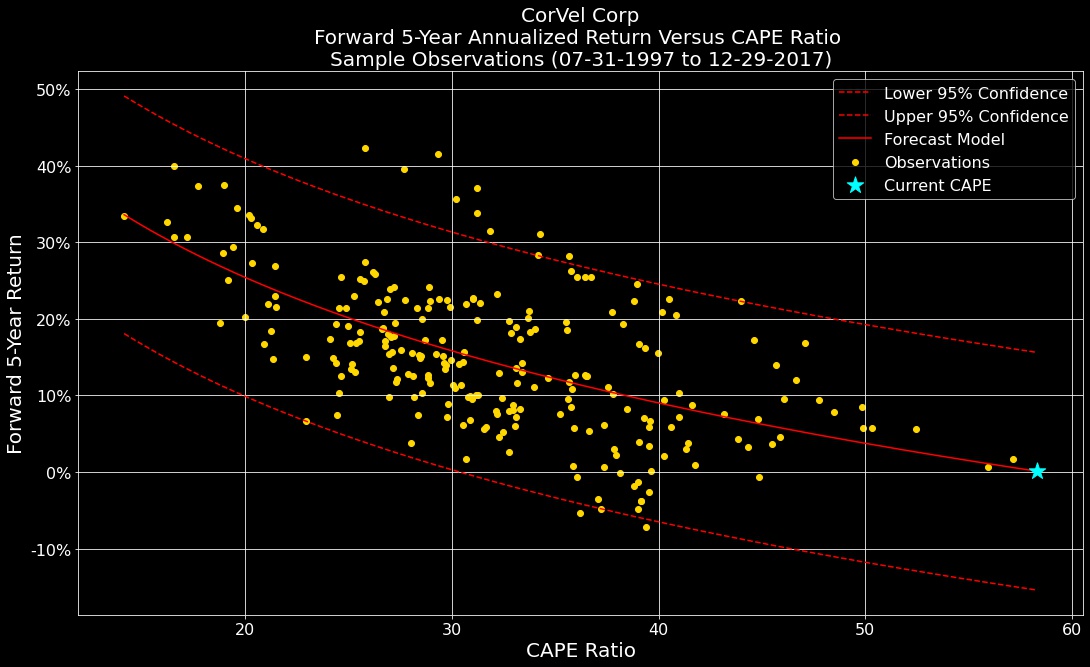 CorVel Corp
Forward 5-Year Annualized Return Versus CAPE Ratio
Sample Observations (07-31-1997 to 12-29-2017)
Lower 95% Confidence
Upper 95% Confidence
Forecast Model
Observations
Current CAPE
Forward 5-Year Return
50%
40%
30%
20%
10%
0%
-10%
20 30 40 50 60
CAPE Ratio